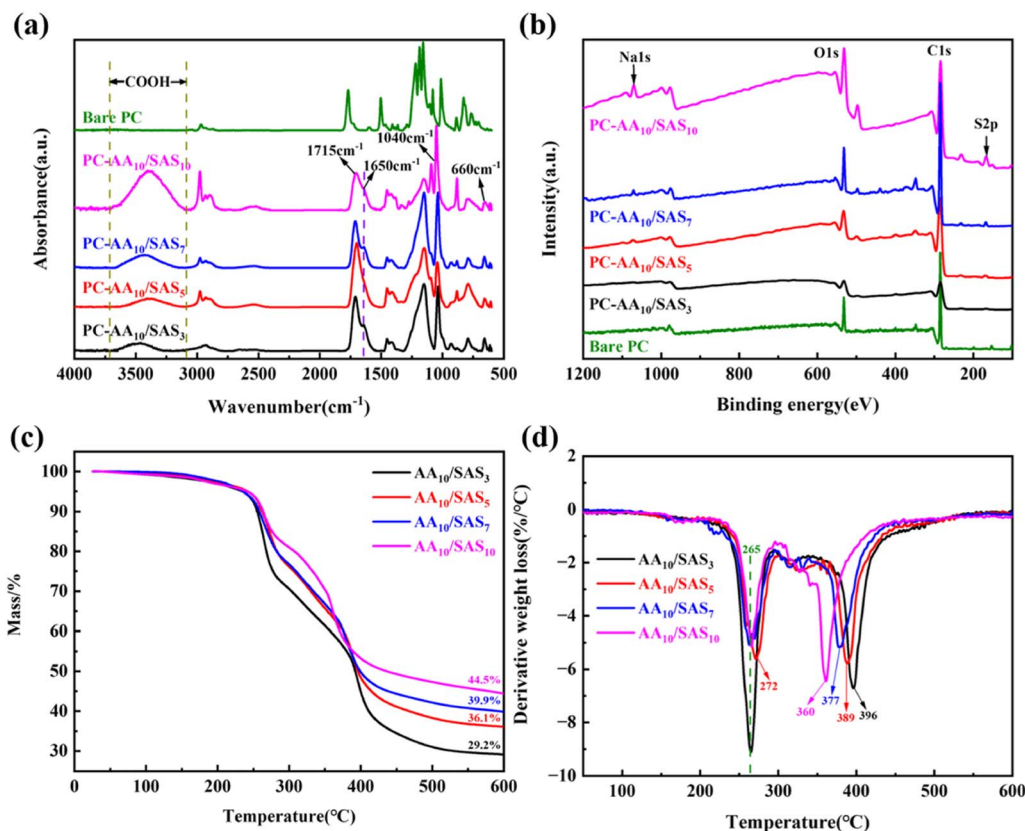 (a)
COOH
Bare PC
1040cm⁻¹
1715cm⁻¹
1650cm⁻¹
660cm⁻¹
PC-AA₁₀/SAS₁₀
PC-AA₁₀/SAS₇
PC-AA₁₀/SAS₅
PC-AA₁₀/SAS₃
Absorbance(a.u.)
4000 3500 3000 2500 2000 1500 1000 500
Wavenumber(cm⁻¹)
(b)
Na1s
O1s
C1s
S2p
PC-AA₁₀/SAS₁₀
PC-AA₁₀/SAS₇
PC-AA₁₀/SAS₅
PC-AA₁₀/SAS₃
Bare PC
Intensity(a.u.)
1200 1000 800 600 400 200
Binding energy(eV)
(c)
100
90
80
70
60
50
40
30
Mass/%
AA₁₀/SAS₃
AA₁₀/SAS₅
AA₁₀/SAS₇
AA₁₀/SAS₁₀
44.5%
39.9%
36.1%
29.2%
0 100 200 300 400 500 600
Temperature(℃)
(d)
2
0
−2
−4
−6
−8
−10
Derivative weight loss(%/℃)
265
AA₁₀/SAS₃
AA₁₀/SAS₅
AA₁₀/SAS₇
AA₁₀/SAS₁₀
272
360
377
389
396
100 200 300 400 500 600
Temperature(℃)